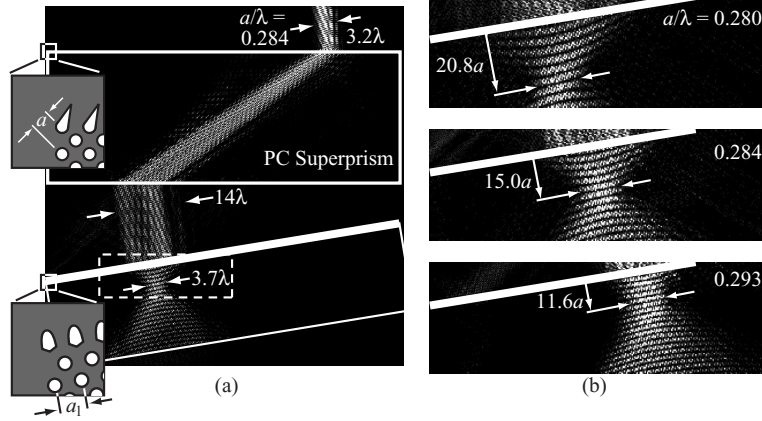 a/λ =
0.284
3.2λ
a
PC Superprism
14λ
3.7λ
a₁
(a)
a/λ = 0.280
20.8a
0.284
15.0a
0.293
11.6a
(b)